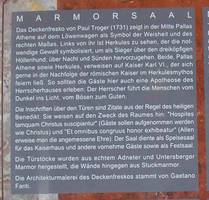 MARMORSAAL
Das Deckenfresko von Paul Troger (1731) zeigt in der Mitte Pallas
Athene auf dem Löwenwagen als Symbol der Weisheit und des
rechten Maßes. Links von ihr ist Herkules zu sehen, der die not-
wendige Gewalt symbolisiert, um als Sieger über den dreiköpfigen
Höllenhund, über Nacht und Sünden hervorzugehen. Beide, Pallas
Athene sowie Herkules, verweisen auf Kaiser Karl VI., der sich
gerne in der Nachfolge der römischen Kaiser im Herkulesmythos
feiern ließ. So sollten die Gäste hier auch eine Apotheose des
Herrscherhauses erleben: Der Herrscher führt die Menschen vom
Dunkel ins Licht, vom Bösen zum Guten.
Die Inschriften über den Türen sind Zitate aus der Regel des heiligen
Benedikt. Sie weisen auf den Zweck des Raumes hin: "Hospites
tamquam Christus suscipiantur" (Gäste sollen aufgenommen werden
wie Christus) und "Et omnibus congruus honor exhibeatur" (Allen
erweise man die angemessene Ehre). Der Saal diente als Speisesaal
für das Kaiserhaus und andere vornehme Gäste sowie als Festsaal.
Die Türstöcke wurden aus echtem Adneter und Untersberger
Marmor hergestellt, die Wände hingegen aus Stuckmarmor.
Die Architekturmalerei des Deckenfreskos stammt von Gaetano
Fanti.